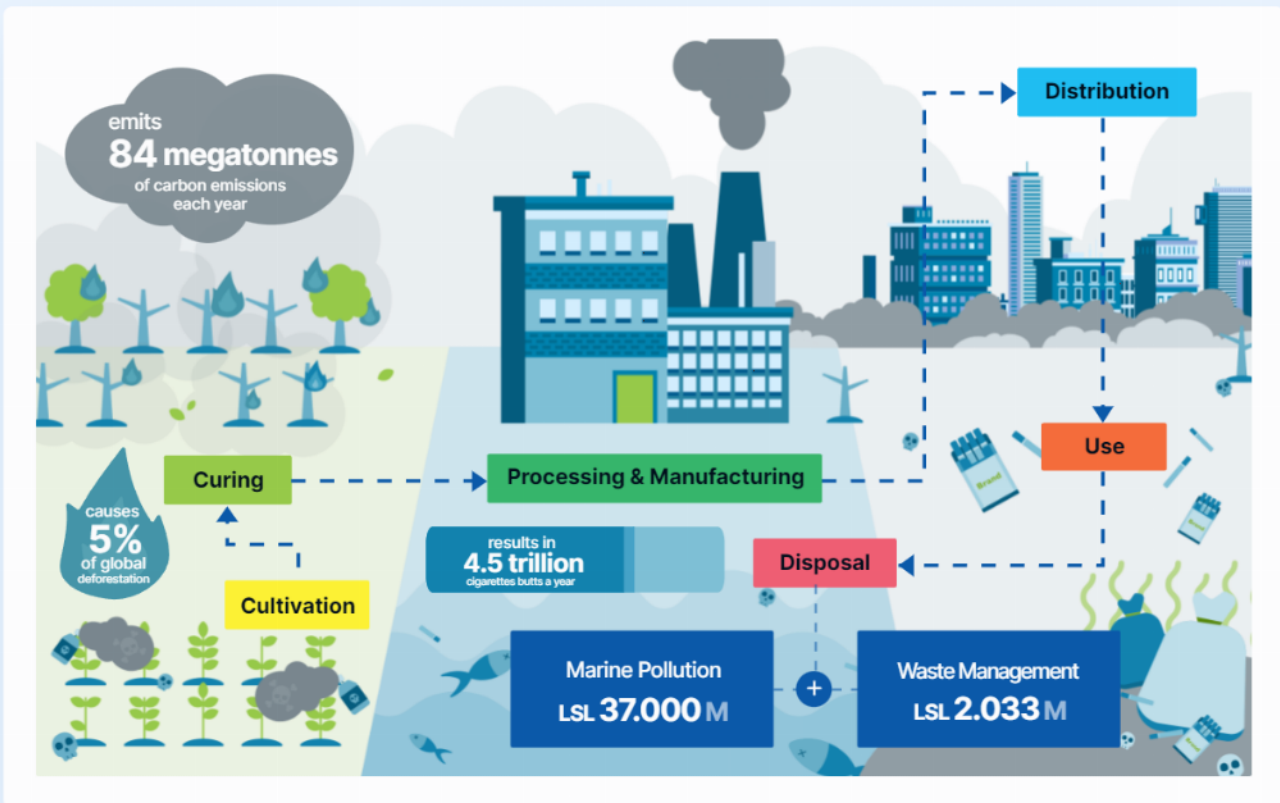 emits
84 megatonnes
of carbon emissions
each year
Distribution
Use
Brand
Curing
Processing & Manufacturing
causes
5%
of global
deforestation
results in
4.5 trillion
cigarettes butts a year
Disposal
Cultivation
Marine Pollution
LSL 37.000 M
+
Waste Management
LSL 2.033 M